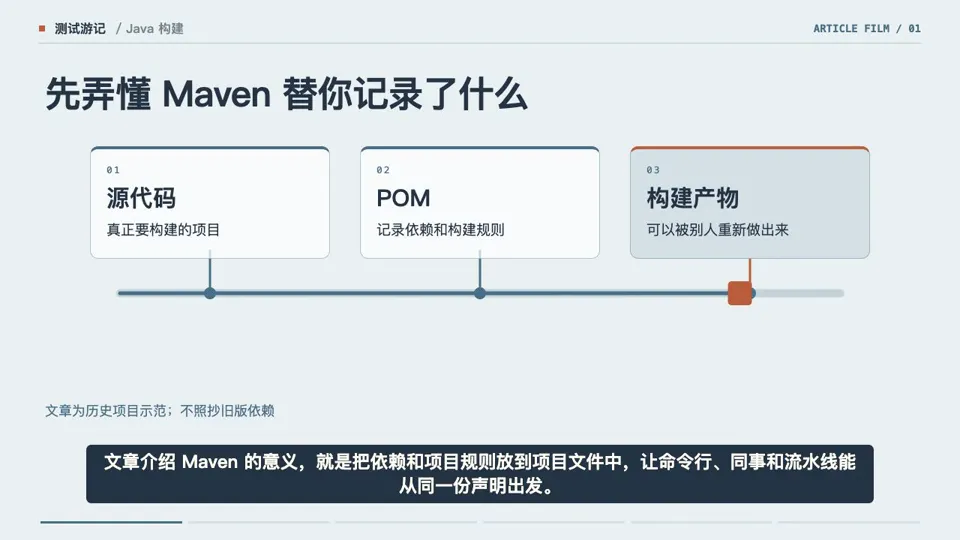 测试游记 / Java 构建
ARTICLE FILM / 01
先弄懂 Maven 替你记录了什么
01
源代码
真正要构建的项目
02
POM
记录依赖和构建规则
03
构建产物
可以被别人重新做出来
文章为历史项目示范；不照抄旧版依赖
文章介绍 Maven 的意义，就是把依赖和项目规则放到项目文件中，让命令行、同事和流水线能
从同一份声明出发。